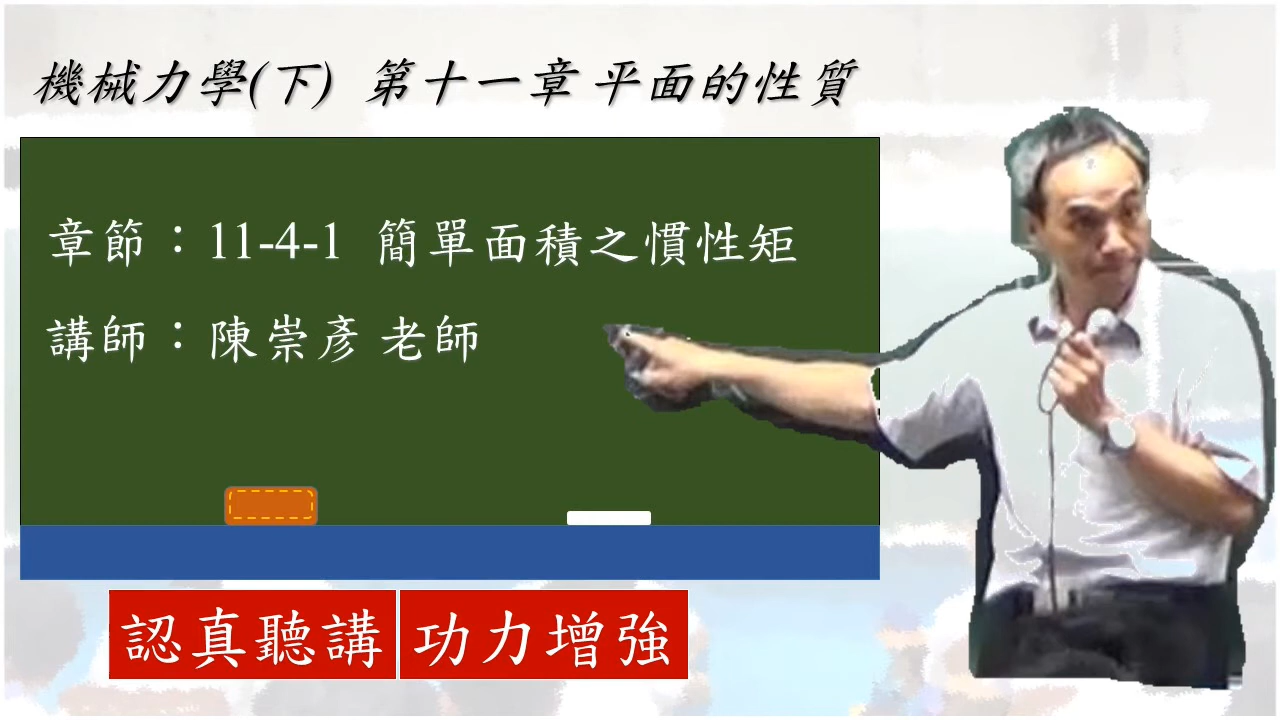 機械力學(下) 第十一章 平面的性質
章節：11-4-1 簡單面積之慣性矩
講師：陳崇彥 老師
認真聽講 功力增強